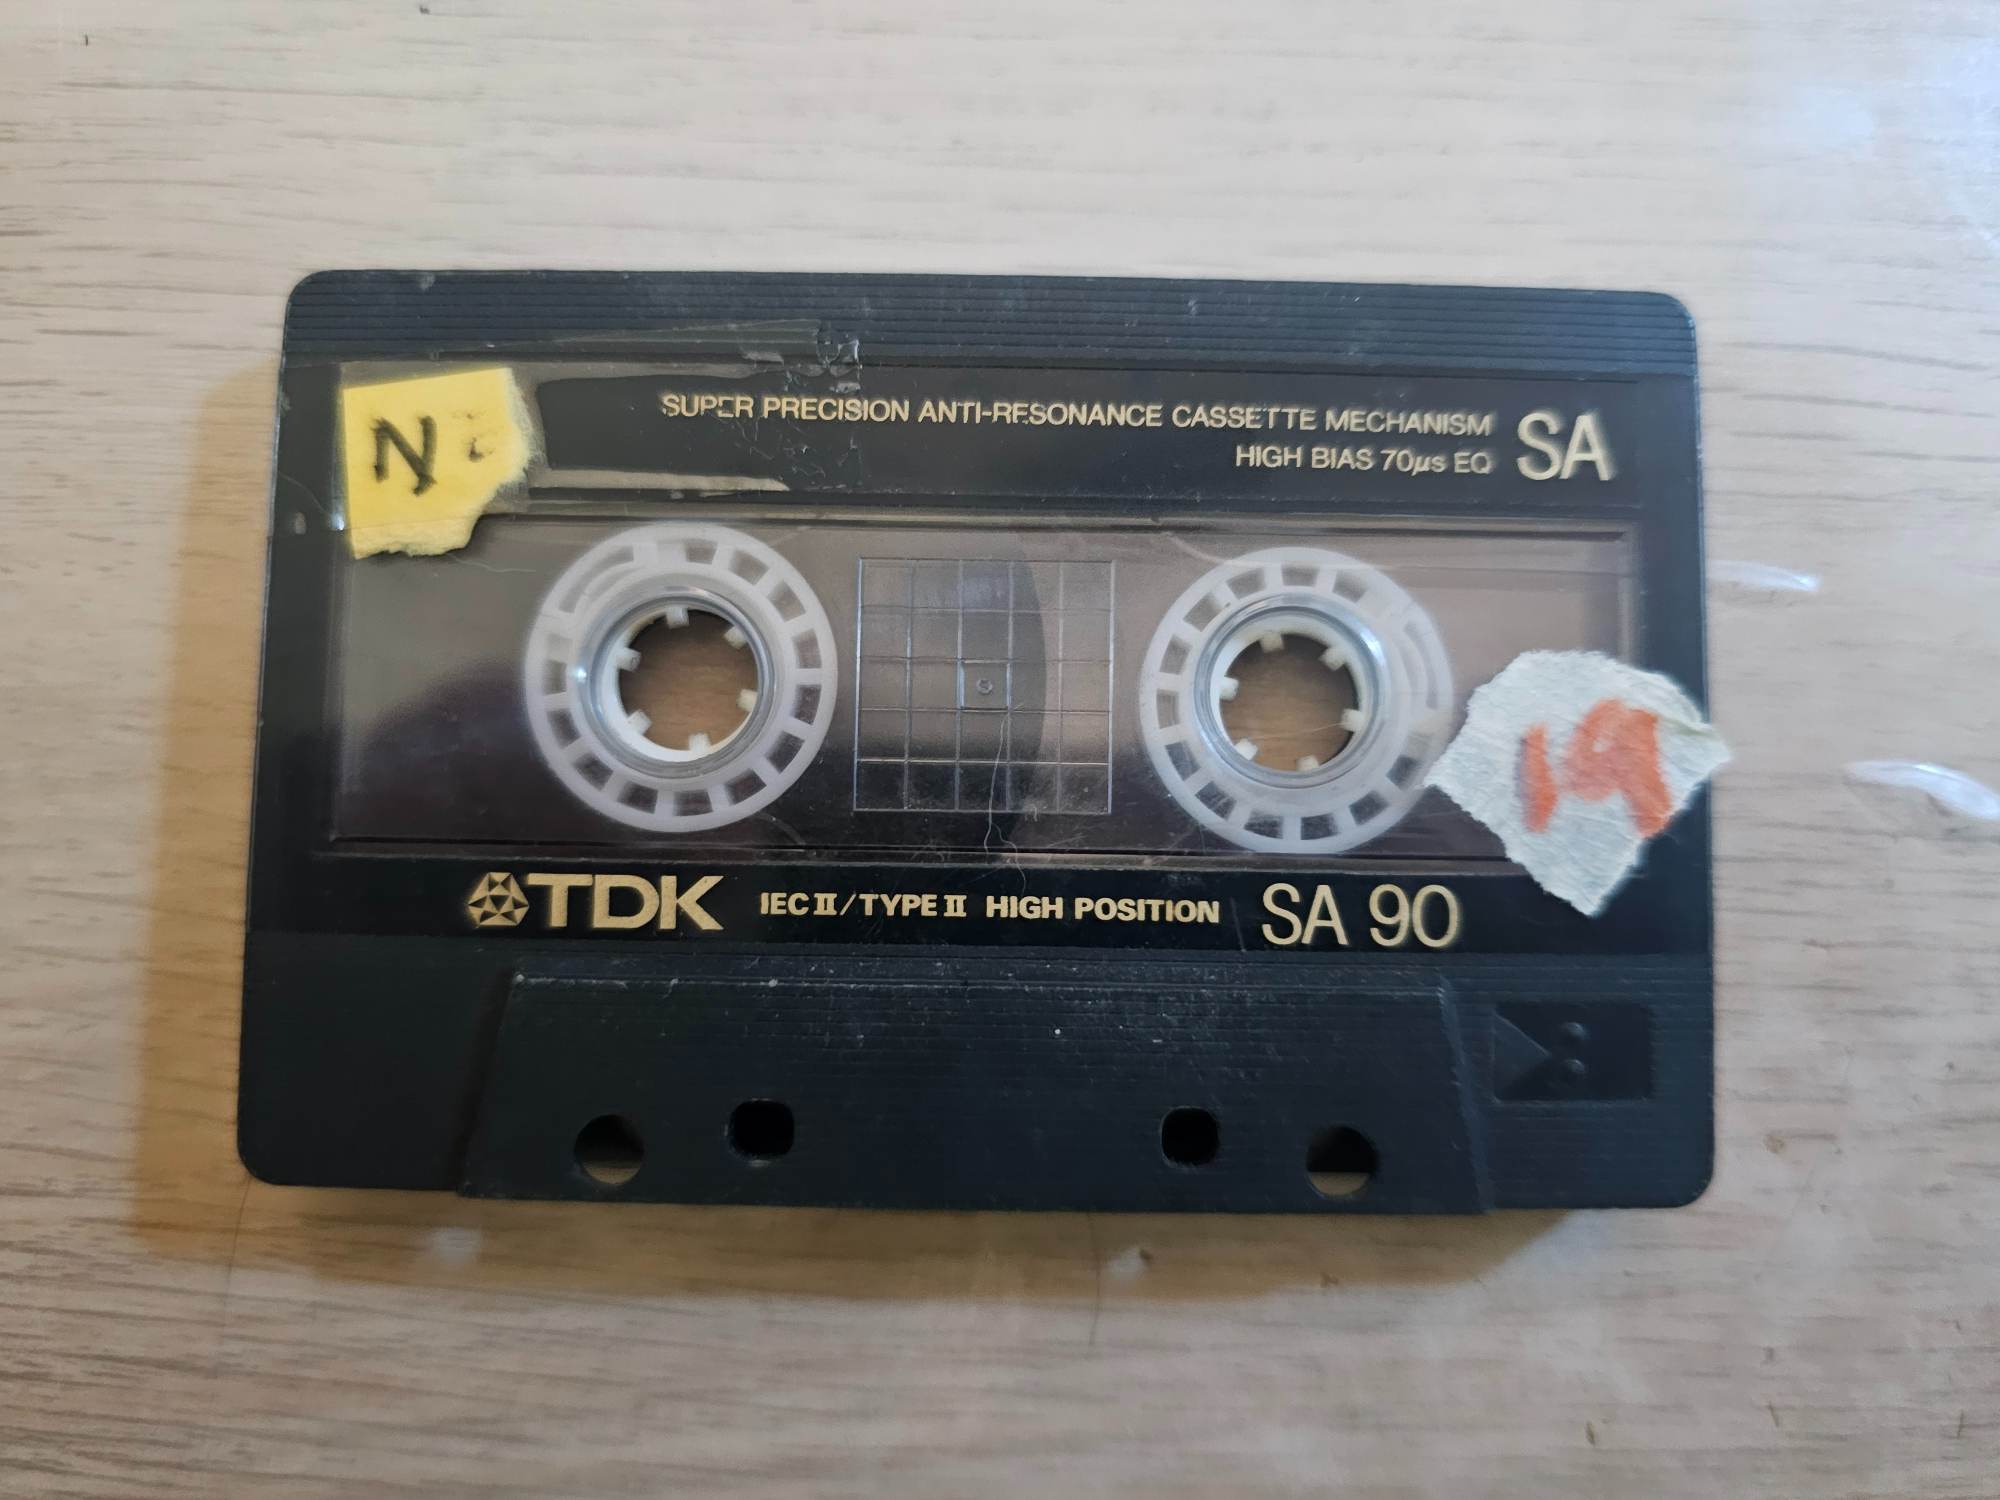 N
SUPER PRECISION ANTI-RESONANCE CASSETTE MECHANISM
HIGH BIAS 70µs EQ
SA
19
TDK
IEC II/TYPE II HIGH POSITION
SA 90